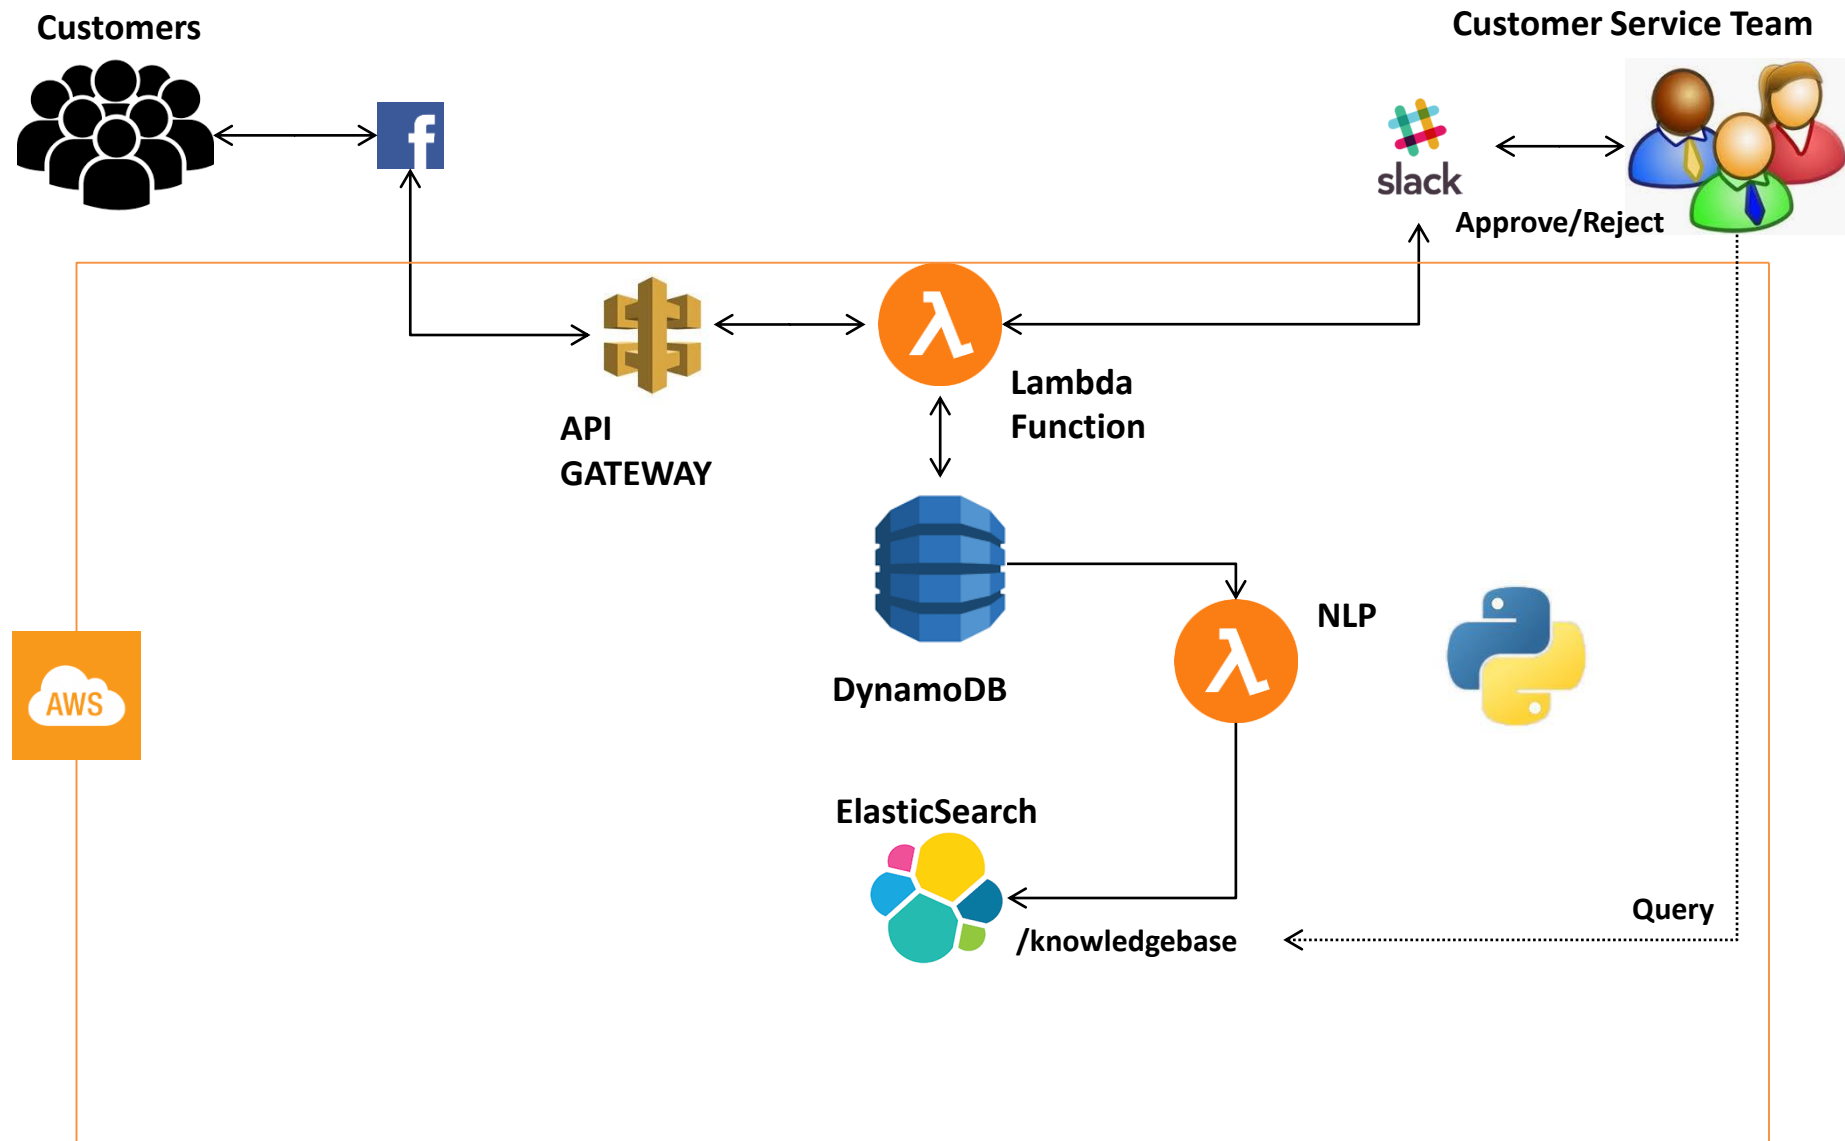 Customers
Customer Service Team
f
slack
Approve/Reject
λ
Lambda
Function
API
GATEWAY
NLP
λ
DynamoDB
AWS
ElasticSearch
Query
/knowledgebase